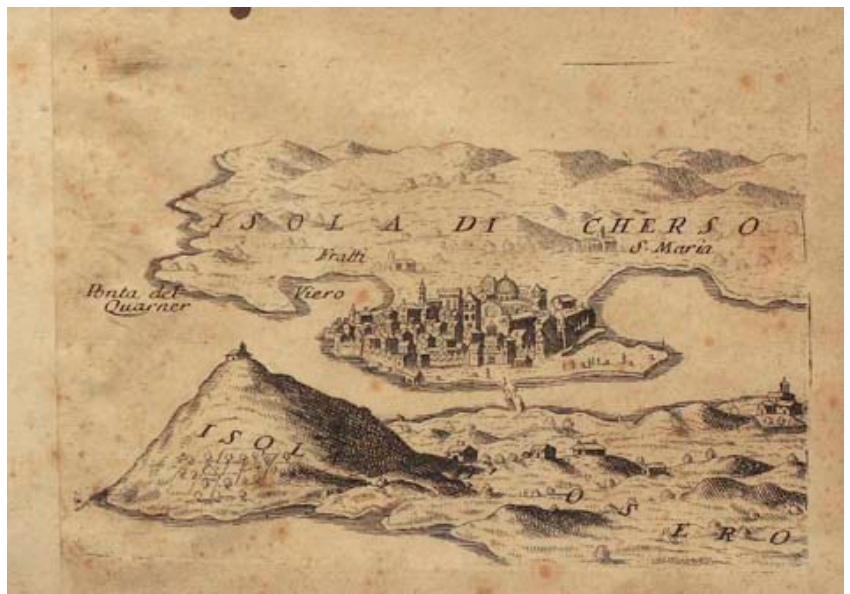 ISOLA DI CHERSO
Fratti
S. Maria
Ponta del
Quarner
Viero
ISOL
OSERO